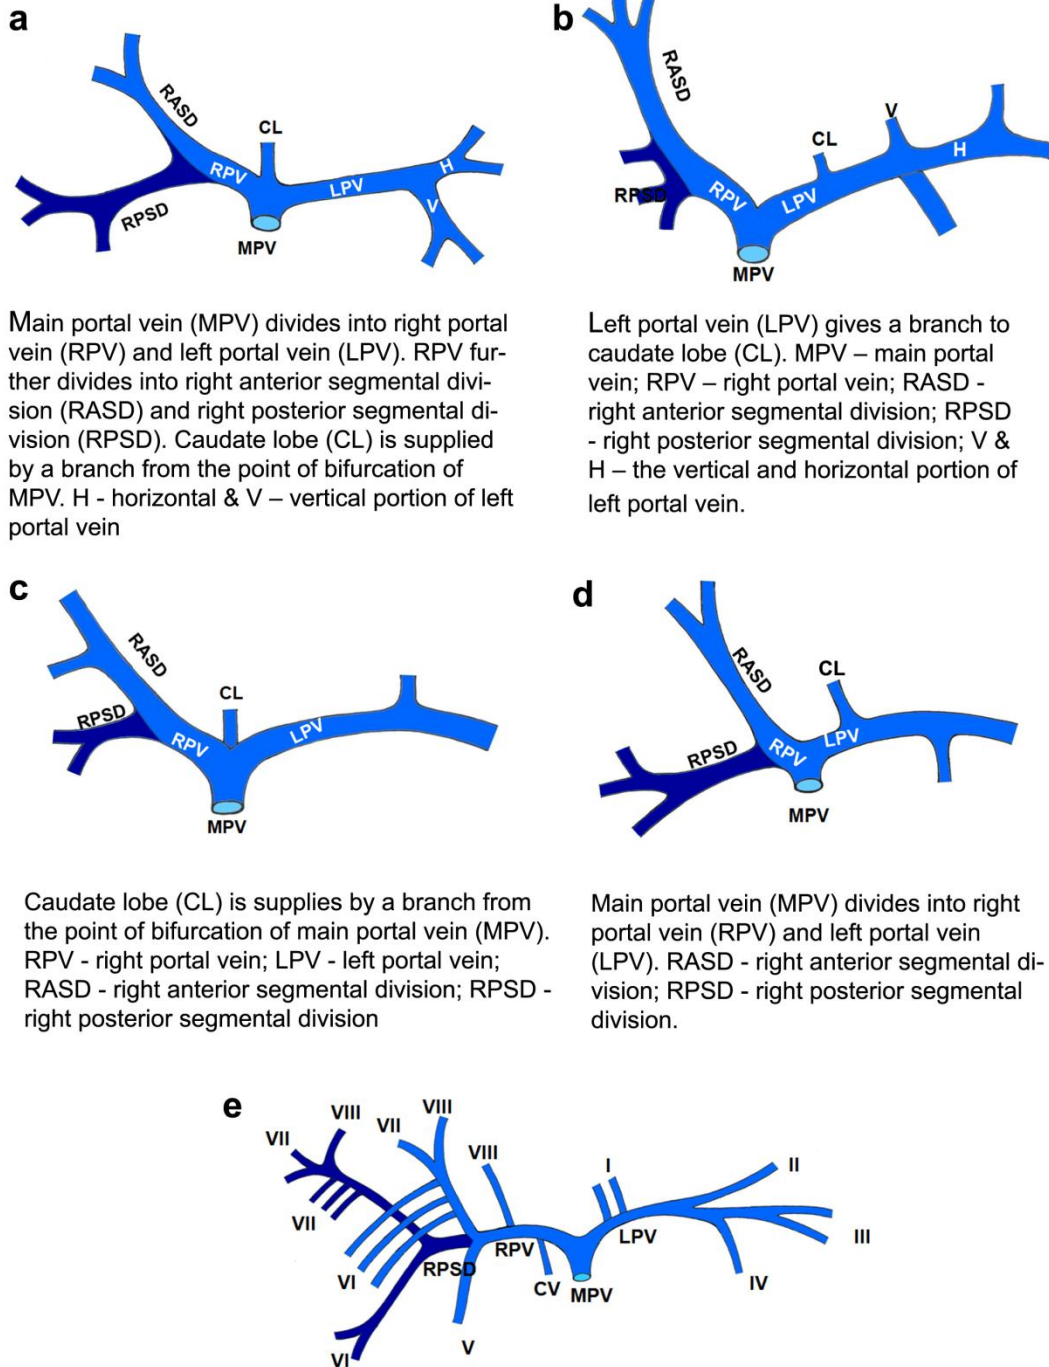 a
RASD
CL
RPV
LPV
H
V
RPSD
MPV
Main portal vein (MPV) divides into right portal
vein (RPV) and left portal vein (LPV). RPV fur-
ther divides into right anterior segmental divi-
sion (RASD) and right posterior segmental di-
vision (RPSD). Caudate lobe (CL) is supplied
by a branch from the point of bifurcation of
MPV. H - horizontal & V – vertical portion of left
portal vein
b
RASD
V
CL
H
RPSD
RPV
LPV
MPV
Left portal vein (LPV) gives a branch to
caudate lobe (CL). MPV – main portal
vein; RPV – right portal vein; RASD -
right anterior segmental division; RPSD
- right posterior segmental division; V &
H – the vertical and horizontal portion of
left portal vein.
c
RASD
CL
RPSD
RPV
LPV
MPV
Caudate lobe (CL) is supplies by a branch from
the point of bifurcation of main portal vein (MPV).
RPV - right portal vein; LPV - left portal vein;
RASD - right anterior segmental division; RPSD -
right posterior segmental division
d
RASD
CL
RPSD
RPV
LPV
MPV
Main portal vein (MPV) divides into right
portal vein (RPV) and left portal vein
(LPV). RASD - right anterior segmental di-
vision; RPSD - right posterior segmental
division.
e
VIII
VIII
VII
VII
VIII
I
II
VII
RPV
LPV
III
VI
RPSD
CV
MPV
IV
V
VI